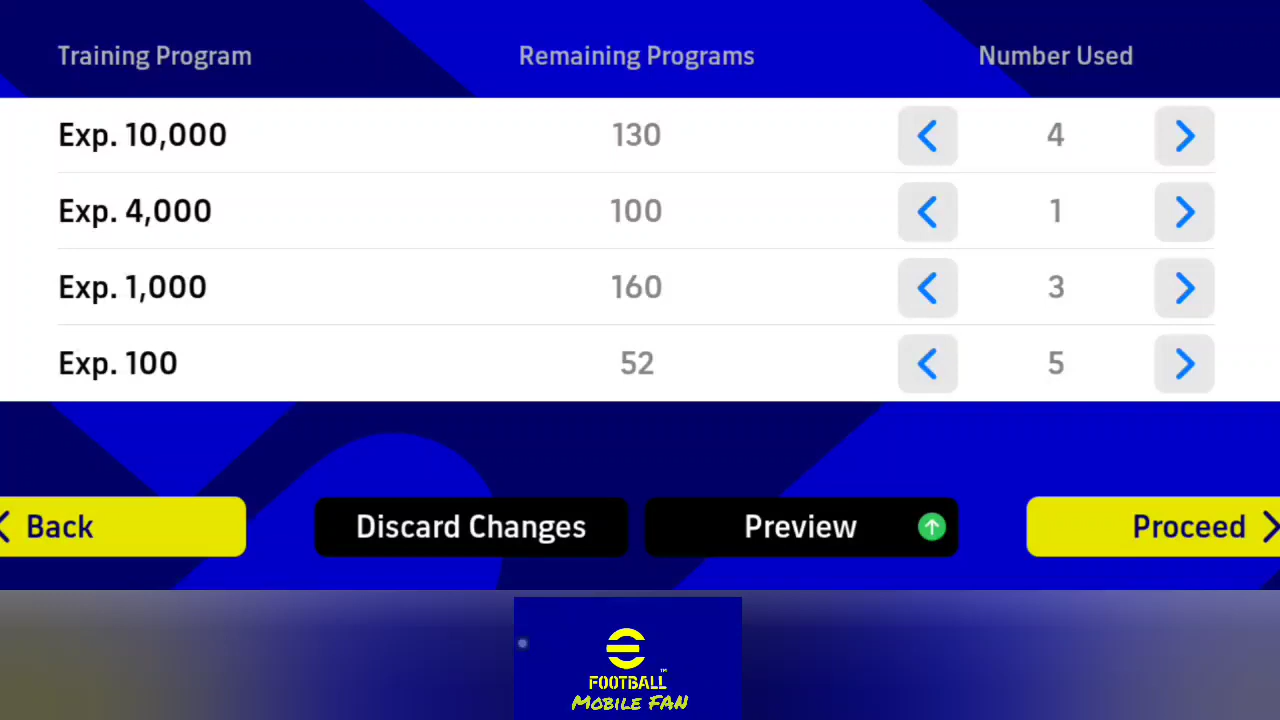 Training Program Remaining Programs Number Used
Exp. 10,000 130 4
Exp. 4,000 100 1
Exp. 1,000 160 3
Exp. 100 52 5
Back Discard Changes Preview Proceed
FOOTBALL™
MOBILE FAN